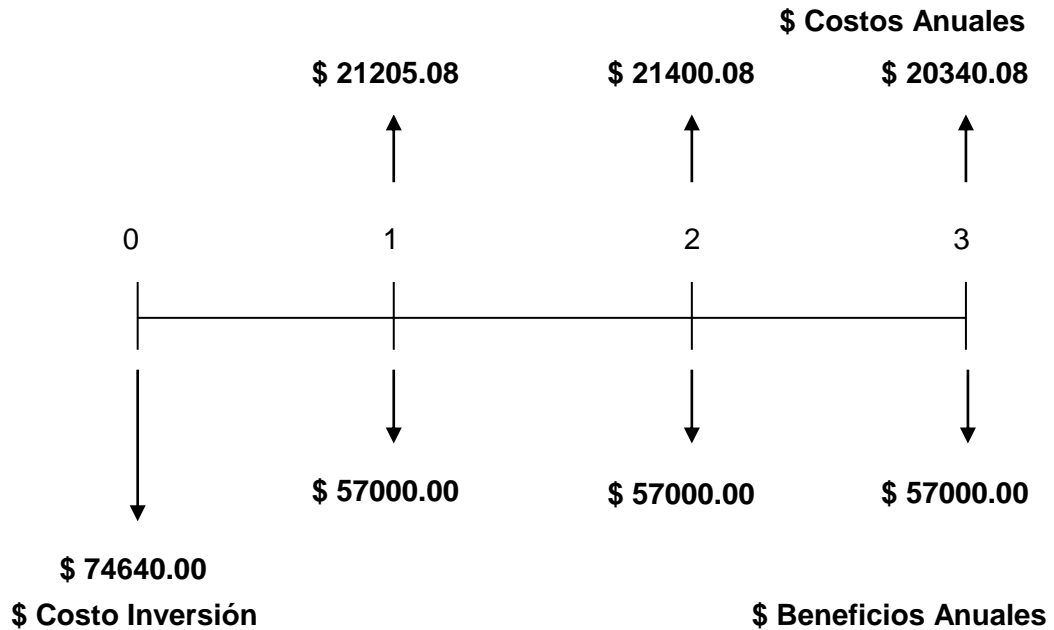 $ Costos Anuales
$ 21205.08 $ 21400.08 $ 20340.08
0 1 2 3
$ 57000.00 $ 57000.00 $ 57000.00
$ 74640.00
$ Costo Inversión $ Beneficios Anuales